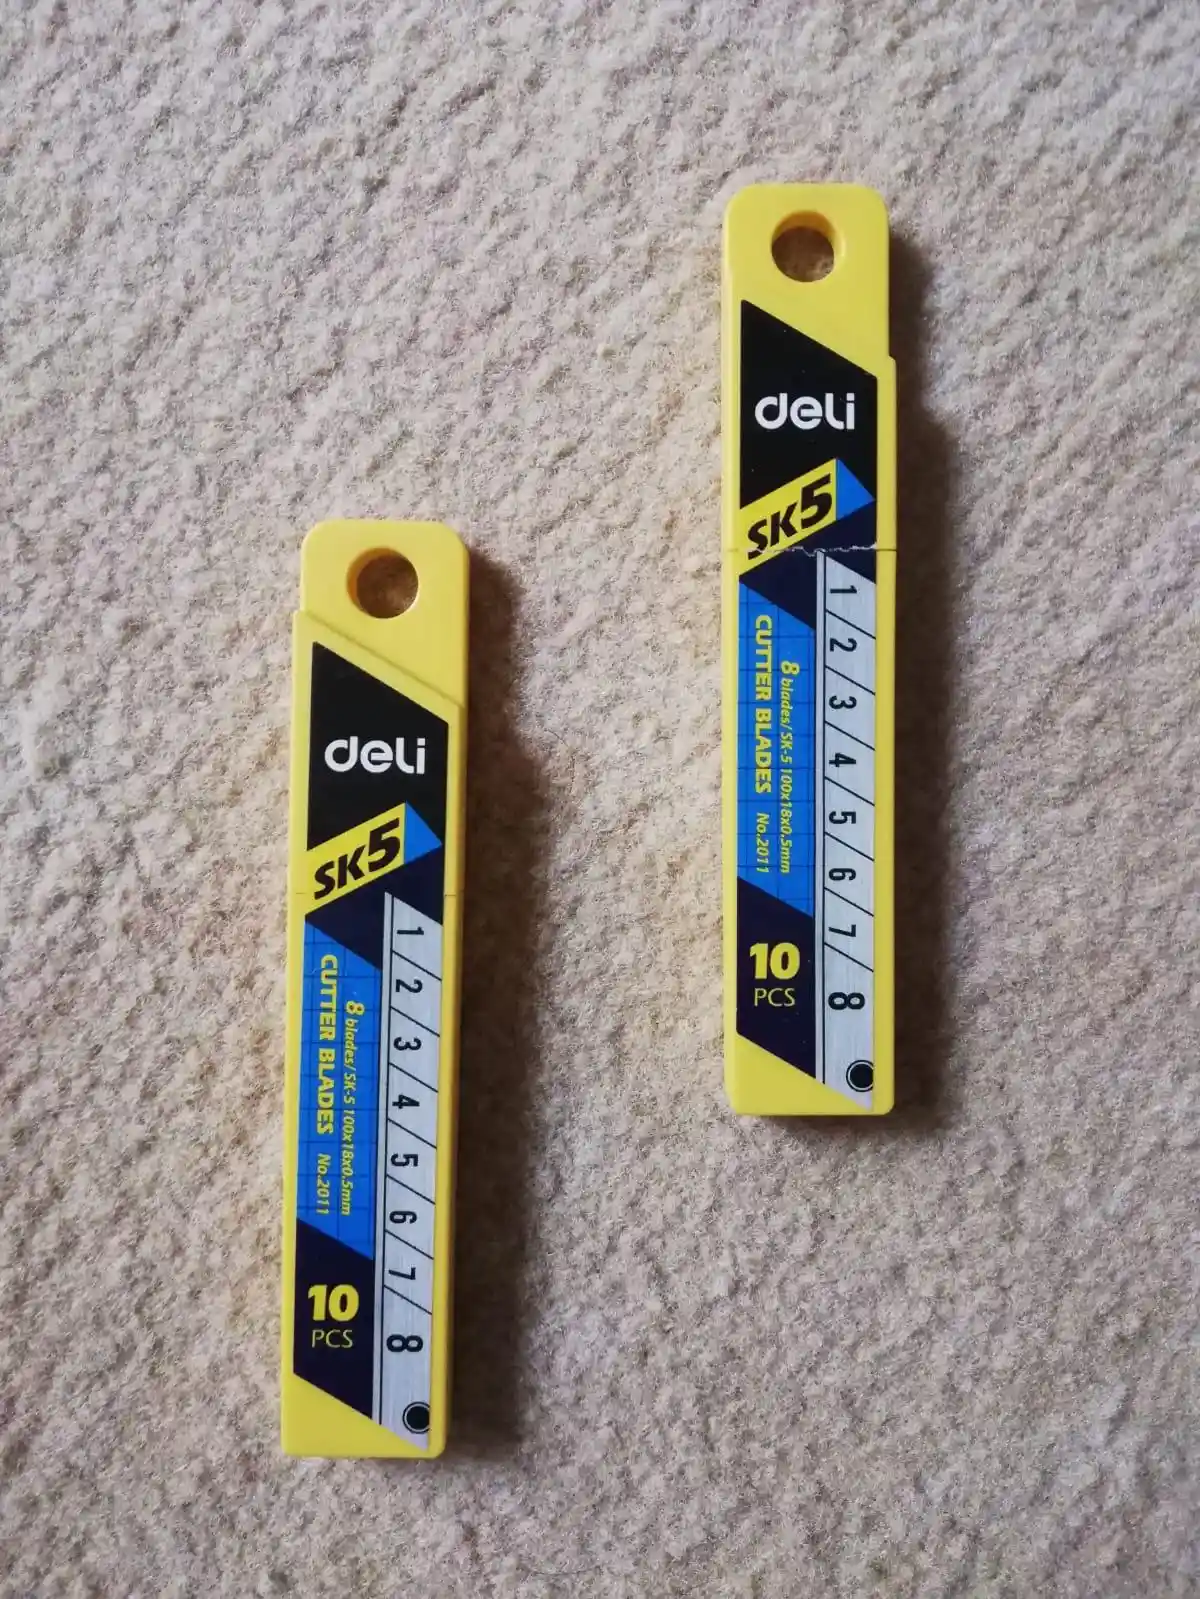 deli
SK5
1
2
3
4
5
6
7
8
8 blades/SK-5 100x18x0.5mm
CUTTER BLADES No.2011
10
PCS
deli
SK5
1
2
3
4
5
6
7
8
8 blades/SK-5 100x18x0.5mm
CUTTER BLADES No.2011
10
PCS